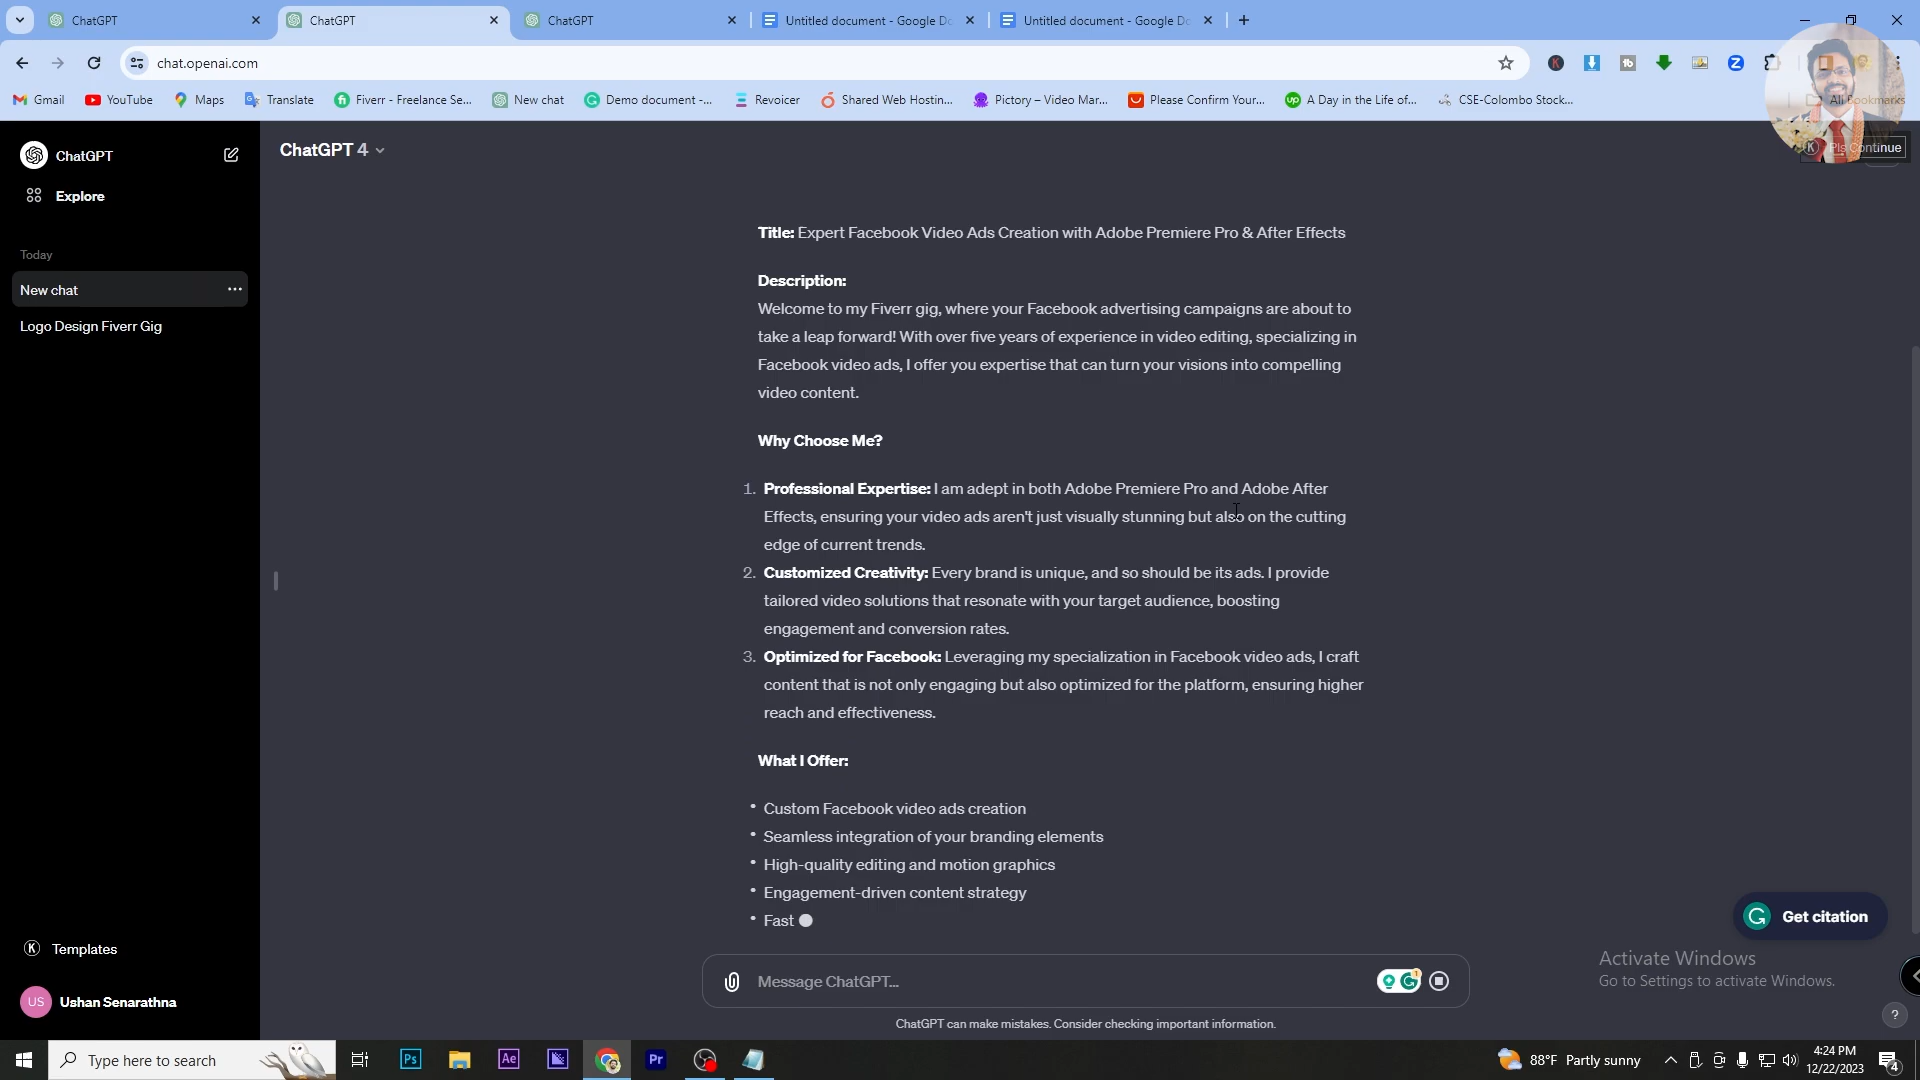 ChatGPT
ChatGPT
ChatGPT
Untitled document - Google Do
Untitled document - Google Do
chat.openai.com
Gmail
YouTube
Maps
Translate
Fiverr - Freelance Se...
New chat
Demo document -...
Revoicer
Shared Web Hostin...
Pictory – Video Mar...
Please Confirm Your...
A Day in the Life of...
CSE-Colombo Stock...
All Bookmarks
ChatGPT
Explore
Today
New chat
Logo Design Fiverr Gig
Templates
US
Ushan Senarathna
ChatGPT 4
K Pls Continue
Title: Expert Facebook Video Ads Creation with Adobe Premiere Pro & After Effects
Description:
Welcome to my Fiverr gig, where your Facebook advertising campaigns are about to
take a leap forward! With over five years of experience in video editing, specializing in
Facebook video ads, I offer you expertise that can turn your visions into compelling
video content.
Why Choose Me?
1. Professional Expertise: I am adept in both Adobe Premiere Pro and Adobe After
Effects, ensuring your video ads aren't just visually stunning but also on the cutting
edge of current trends.
2. Customized Creativity: Every brand is unique, and so should be its ads. I provide
tailored video solutions that resonate with your target audience, boosting
engagement and conversion rates.
3. Optimized for Facebook: Leveraging my specialization in Facebook video ads, I craft
content that is not only engaging but also optimized for the platform, ensuring higher
reach and effectiveness.
What I Offer:
• Custom Facebook video ads creation
• Seamless integration of your branding elements
• High-quality editing and motion graphics
• Engagement-driven content strategy
• Fast
Get citation
Activate Windows
Go to Settings to activate Windows.
Message ChatGPT...
1
ChatGPT can make mistakes. Consider checking important information.
?
Type here to search
Ps
Ae
Pr
88°F Partly sunny
4:24 PM
12/22/2023
4